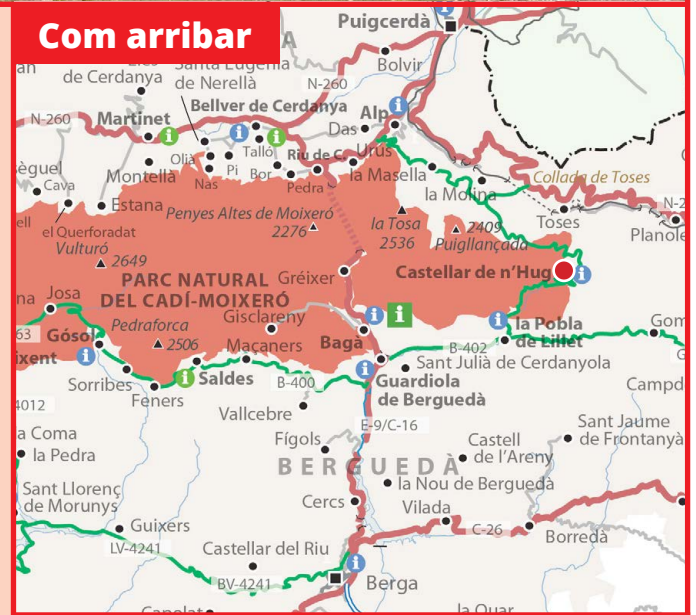 Com arribar
Puigcerdà
de Cerdanya
Santa Eugènia
de Nerellà
Bolvir
N-260
N-260
Martinet
Bellver de Cerdanya
Alp
Das
Olià
Talló
Riu de C.
Urús
Montellà
Pi
Bor
la Masella
Cava
Nas
Pedra
la Molina
Collada de Toses
Estana
Penyes Altes de Moixeró
2276
la Tosa
2536
2409
Puigllançada
Toses
Planole
el Querforadat
Vulturó
2649
PARC NATURAL
DEL CADÍ-MOIXERÓ
Gréixer
Castellar de n'Hug
Josa
Gisclareny
Pedraforca
2506
Gósol
Maçaners
Bagà
la Pobla
de Lillet
B-402
Sant Julià de Cerdanyola
Saldes
Sorribes
Feners
B-400
Guardiola
de Berguedà
Vallcebre
E-9/C-16
4012
Fígols
Castell
de l'Areny
Sant Jaume
de Frontanyà
la Pedra
BERGUEDÀ
Sant Llorenç
de Morunys
la Nou de Berguedà
Cercs
Vilada
Guixers
C-26
Borredà
LV-4241
Castellar del Riu
BV-4241
Berga